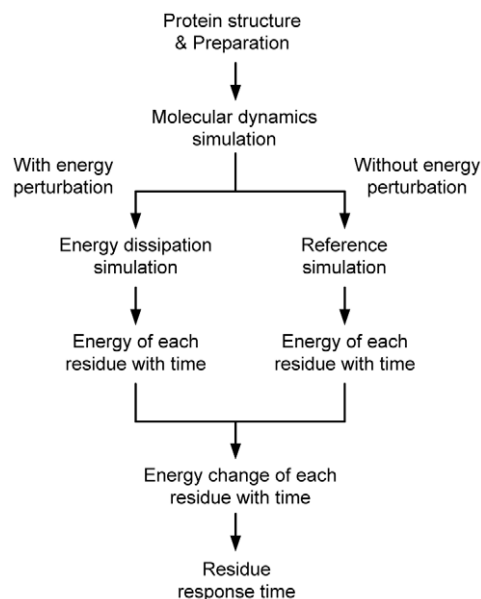 Protein structure
& Preparation
Molecular dynamics
simulation
With energy
perturbation
Without energy
perturbation
Energy dissipation
simulation
Reference
simulation
Energy of each
residue with time
Energy of each
residue with time
Energy change of each
residue with time
Residue
response time